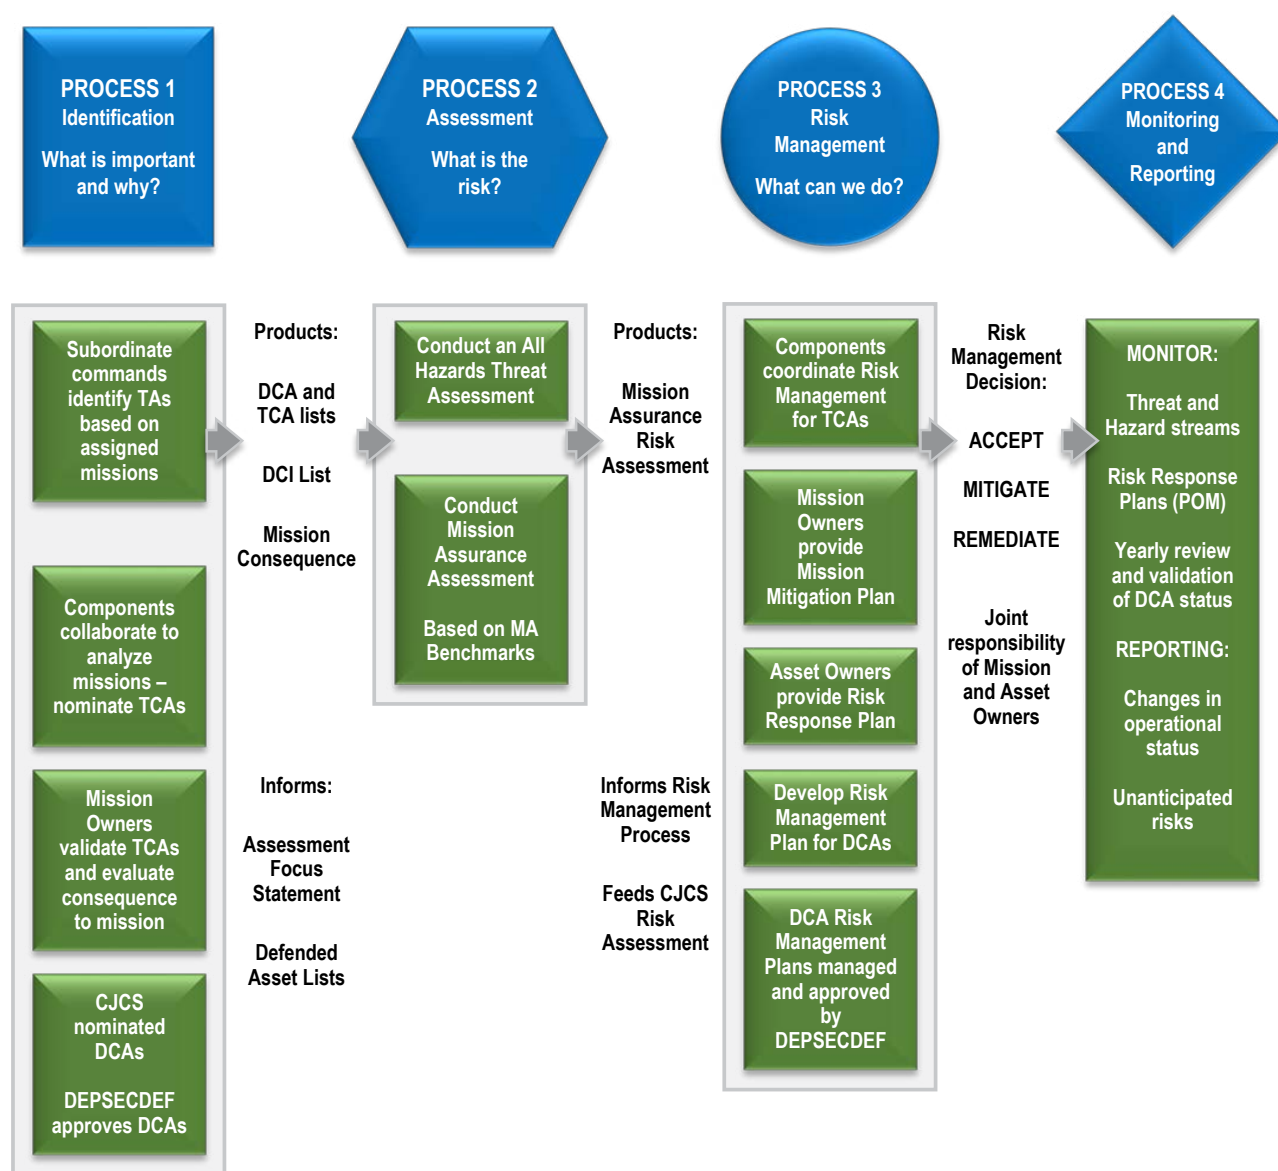 PROCESS 1
Identification
What is important
and why?
PROCESS 2
Assessment
What is the
risk?
PROCESS 3
Risk
Management
What can we do?
PROCESS 4
Monitoring
and
Reporting
Subordinate
commands
identify TAs
based on
assigned
missions
Components
collaborate to
analyze
missions –
nominate TCAs
Mission
Owners
validate TCAs
and evaluate
consequence
to mission
CJCS
nominated
DCAs
DEPSECDEF
approves DCAs
Products:
DCA and
TCA lists
DCI List
Mission
Consequence
Informs:
Assessment
Focus
Statement
Defended
Asset Lists
Conduct an All
Hazards Threat
Assessment
Conduct
Mission
Assurance
Assessment
Based on MA
Benchmarks
Products:
Mission
Assurance
Risk
Assessment
Informs Risk
Management
Process
Feeds CJCS
Risk
Assessment
Components
coordinate Risk
Management
for TCAs
Mission
Owners
provide
Mission
Mitigation Plan
Asset Owners
provide Risk
Response Plan
Develop Risk
Management
Plan for DCAs
DCA Risk
Management
Plans managed
and approved
by
DEPSECDEF
Risk
Management
Decision:
ACCEPT
MITIGATE
REMEDIATE
Joint
responsibility
of Mission
and Asset
Owners
MONITOR:
Threat and
Hazard streams
Risk Response
Plans (POM)
Yearly review
and validation
of DCA status
REPORTING:
Changes in
operational
status
Unanticipated
risks